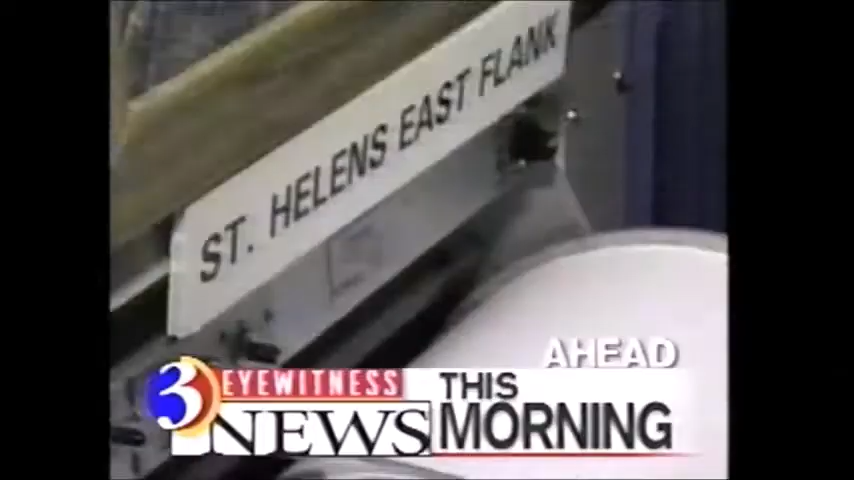 ST. HELENS EAST FLANK
AHEAD
3
EYEWITNESS
NEWS
THIS
MORNING